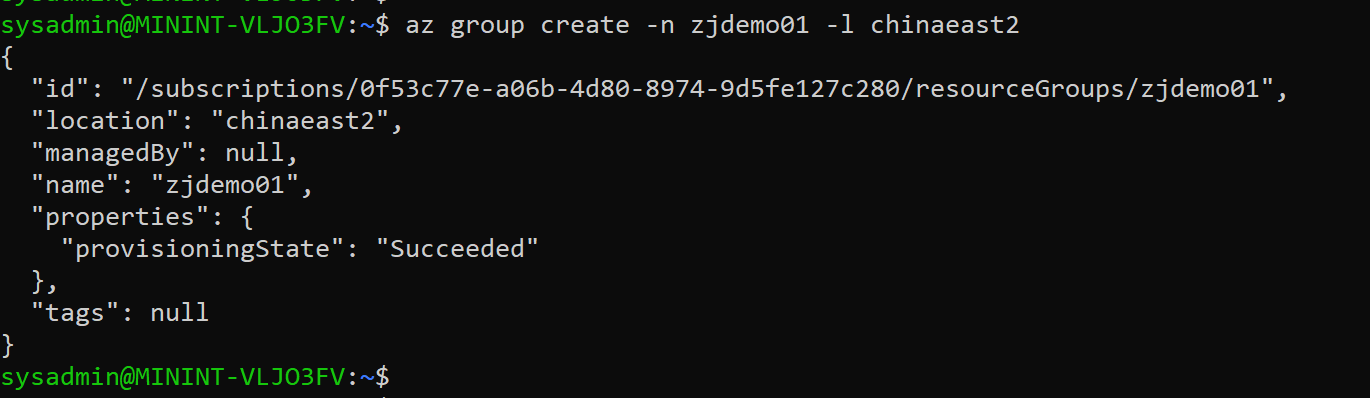 sysadmin@MININT-VLJO3FV:~$ az group create -n zjdemo01 -l chinaeast2
{
  "id": "/subscriptions/0f53c77e-a06b-4d80-8974-9d5fe127c280/resourceGroups/zjdemo01",
  "location": "chinaeast2",
  "managedBy": null,
  "name": "zjdemo01",
  "properties": {
    "provisioningState": "Succeeded"
  },
  "tags": null
}
sysadmin@MININT-VLJO3FV:~$